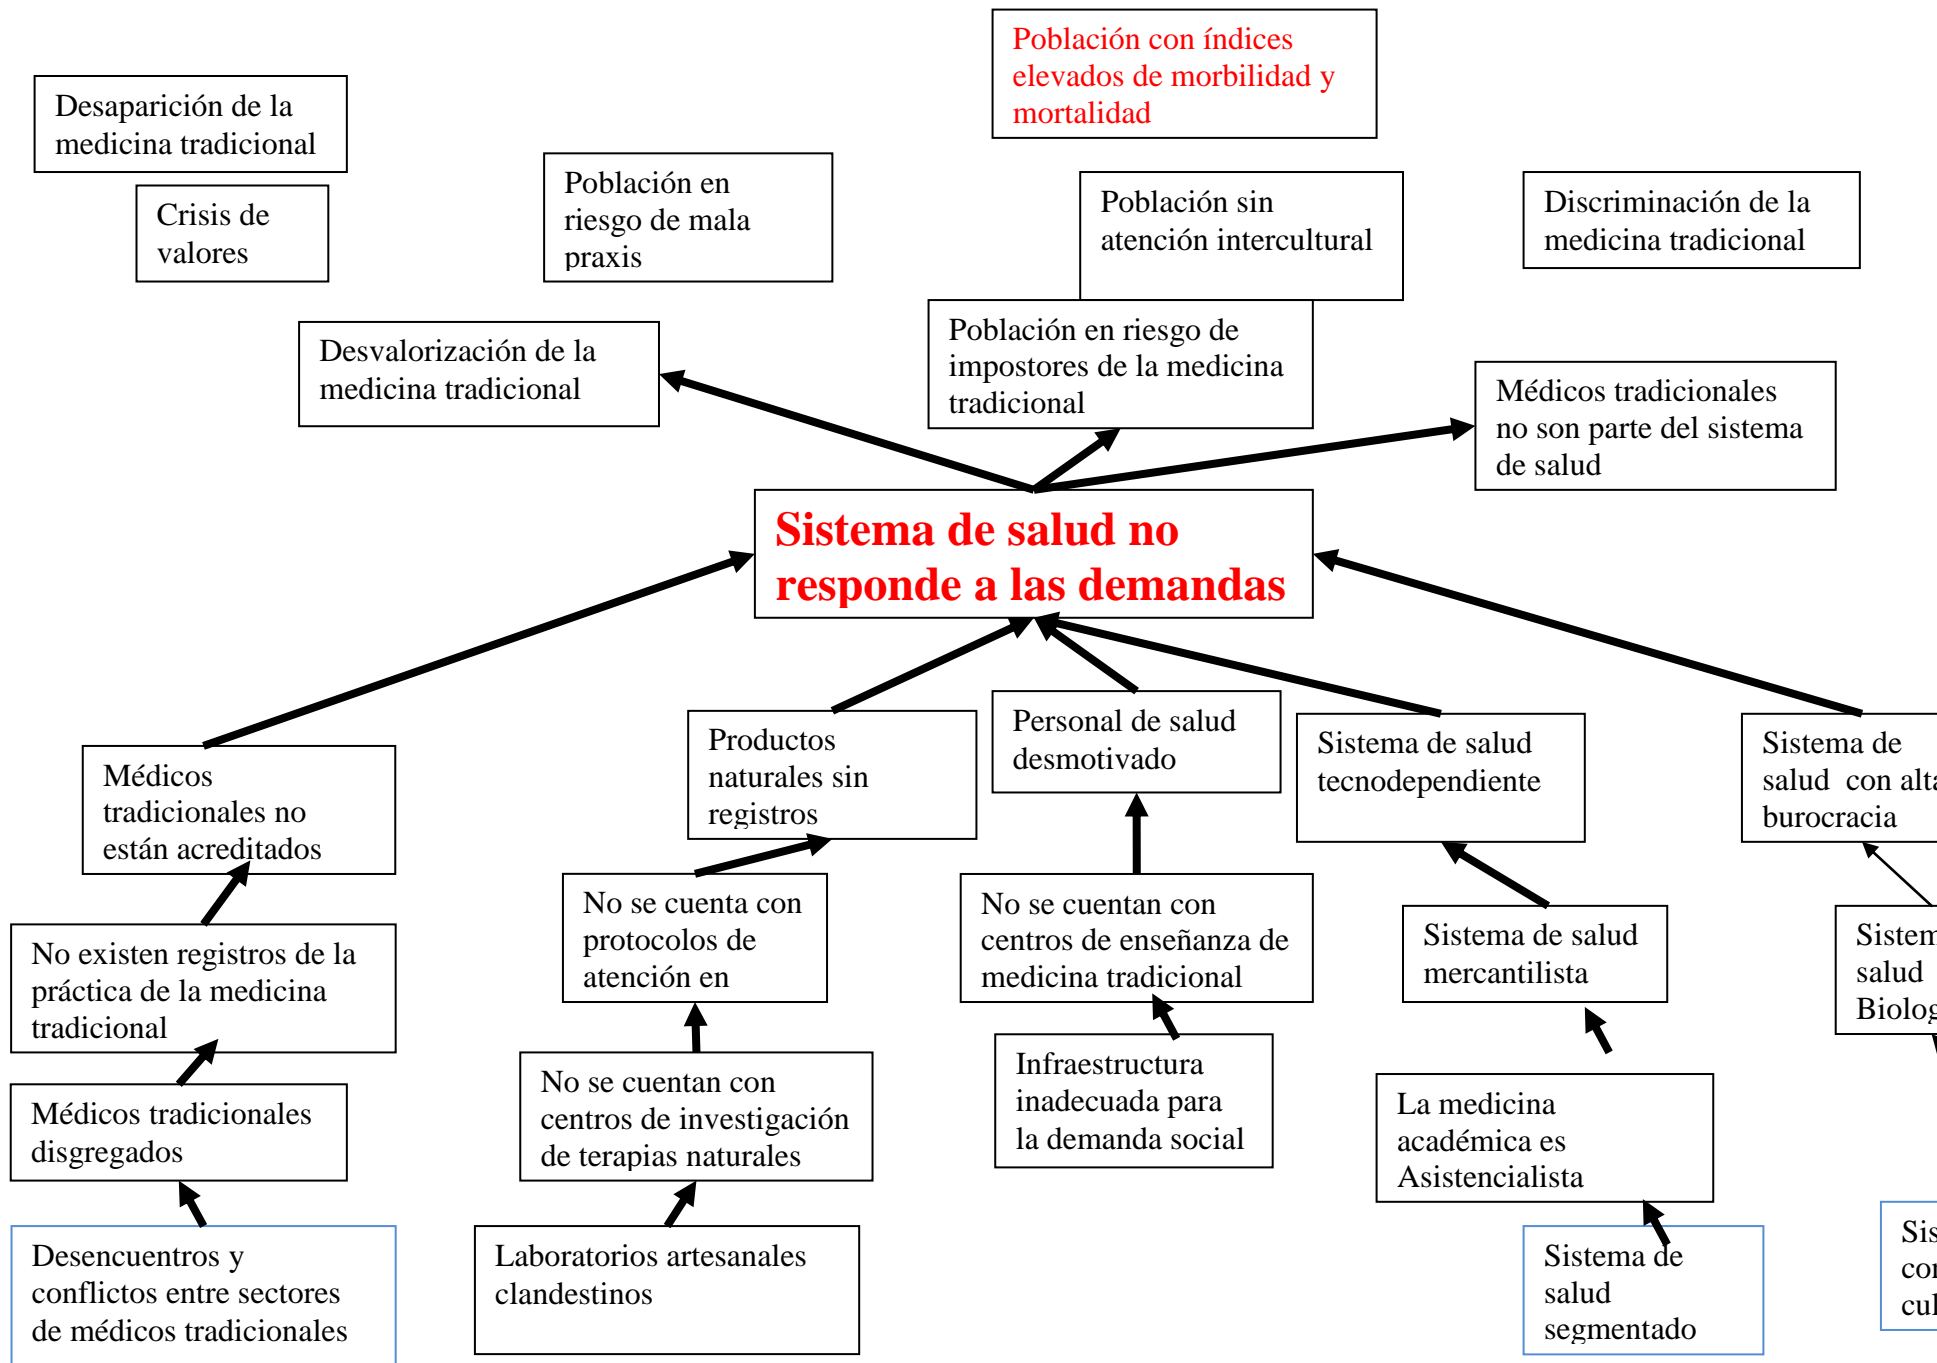 Población con índices
elevados de morbilidad y
mortalidad
Desaparición de la
medicina tradicional
Crisis de
valores
Población en
riesgo de mala
praxis
Población sin
atención intercultural
Discriminación de la
medicina tradicional
Desvalorización de la
medicina tradicional
Población en riesgo de
impostores de la medicina
tradicional
Médicos tradicionales
no son parte del sistema
de salud
Sistema de salud no
responde a las demandas
Médicos
tradicionales no
están acreditados
Productos
naturales sin
registros
Personal de salud
desmotivado
Sistema de salud
tecnodependiente
Sistema de
salud con alta
burocracia
No existen registros de la
práctica de la medicina
tradicional
No se cuenta con
protocolos de
atención en
No se cuentan con
centros de enseñanza de
medicina tradicional
Sistema de salud
mercantilista
salud
Médicos tradicionales
disgregados
No se cuentan con
centros de investigación
de terapias naturales
Infraestructura
inadecuada para
la demanda social
La medicina
académica es
Asistencialista
Desencuentros y
conflictos entre sectores
de médicos tradicionales
Laboratorios artesanales
clandestinos
Sistema de
salud
segmentado